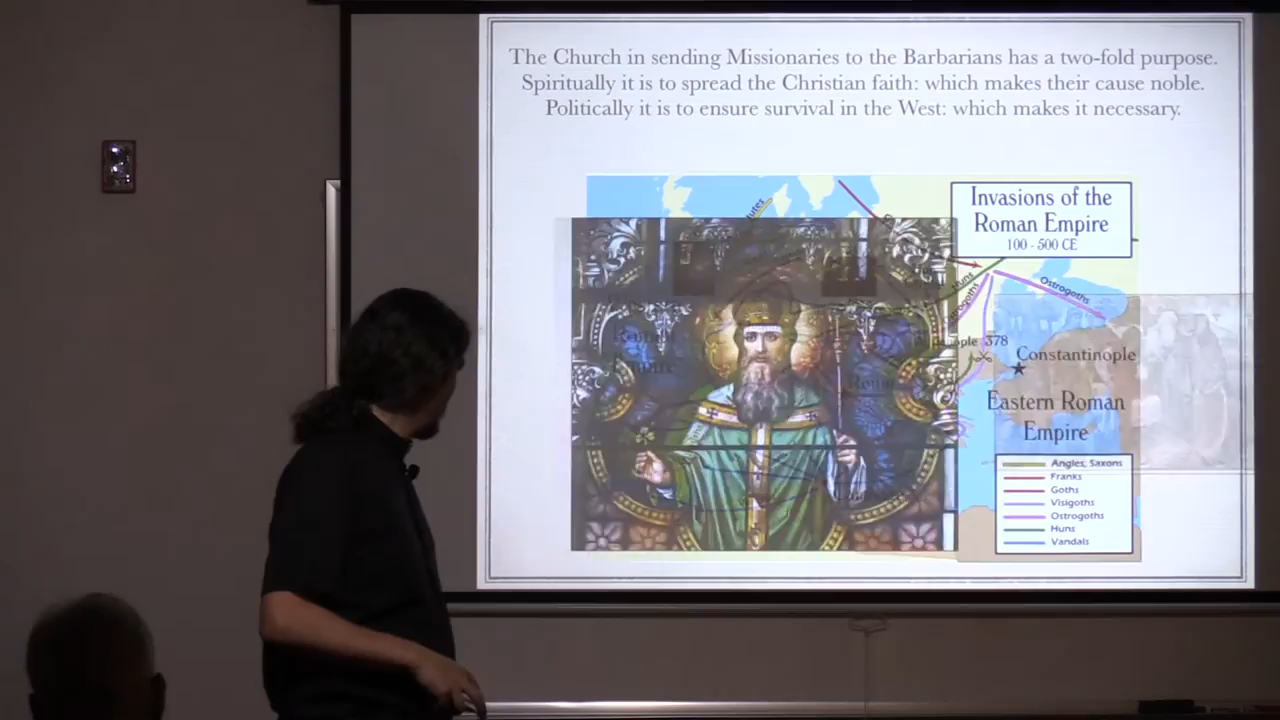 The Church in sending Missionaries to the Barbarians has a two-fold purpose.
Spiritually it is to spread the Christian faith: which makes their cause noble.
Politically it is to ensure survival in the West: which makes it necessary.
Invasions of the
Roman Empire
100 - 500 CE
Huns
Ostrogoths
378
Constantinople
Roman
Empire
Eastern Roman
Empire
Angles, Saxons
Franks
Goths
Visigoths
Ostrogoths
Huns
Vandals